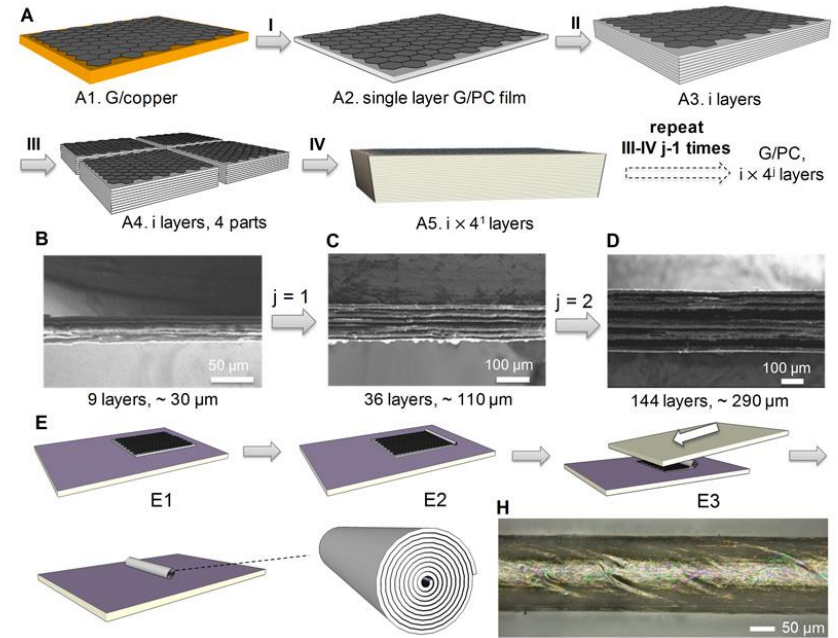 A
I
II
A1. G/copper
A2. single layer G/PC film
A3. i layers
III
IV
repeat
III-IV j-1 times
G/PC,
i × 4ʲ layers
A4. i layers, 4 parts
A5. i × 4¹ layers
B
C
D
j = 1
j = 2
50 µm
100 µm
100 µm
9 layers, ~ 30 µm
36 layers, ~ 110 µm
144 layers, ~ 290 µm
E
E1
E2
E3
H
50 µm